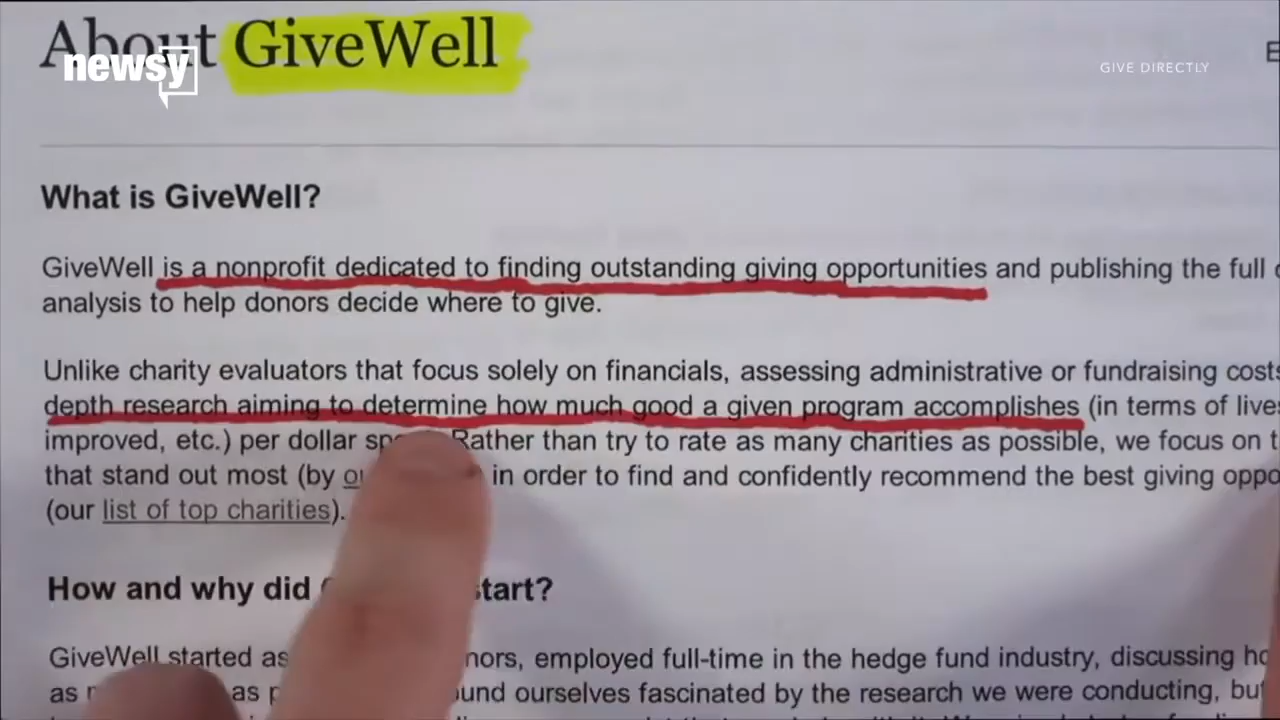 About GiveWell
newsy
GIVE DIRECTLY
What is GiveWell?
GiveWell is a nonprofit dedicated to finding outstanding giving opportunities and publishing the full
analysis to help donors decide where to give.
Unlike charity evaluators that focus solely on financials, assessing administrative or fundraising costs
depth research aiming to determine how much good a given program accomplishes (in terms of
improved, etc.) per dollar Rather than try to rate as many charities as possible, we focus on
that stand out most (by in order to find and confidently recommend the best giving
(our list of top charities).
How and why did start?
GiveWell started as employed full-time in the hedge fund industry, discussing
as as ourselves fascinated by the research we were conducting, but